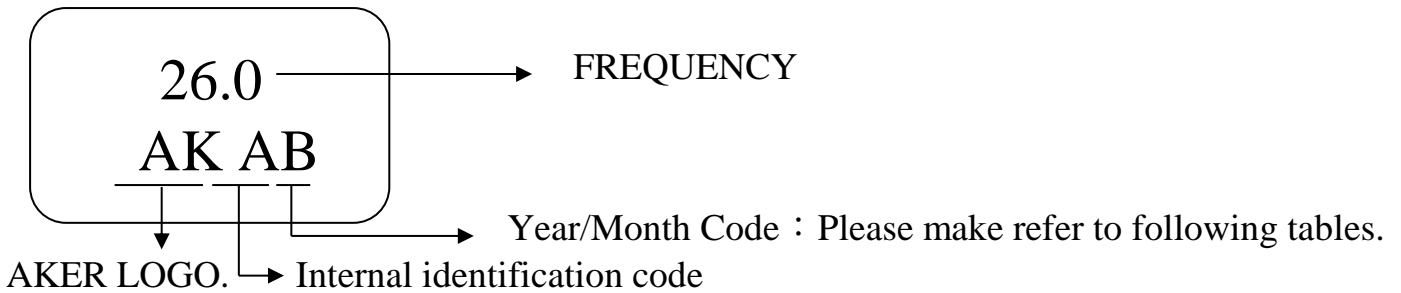 26.0 FREQUENCY
AK AB
Year/Month Code：Please make refer to following tables.
AKER LOGO. Internal identification code